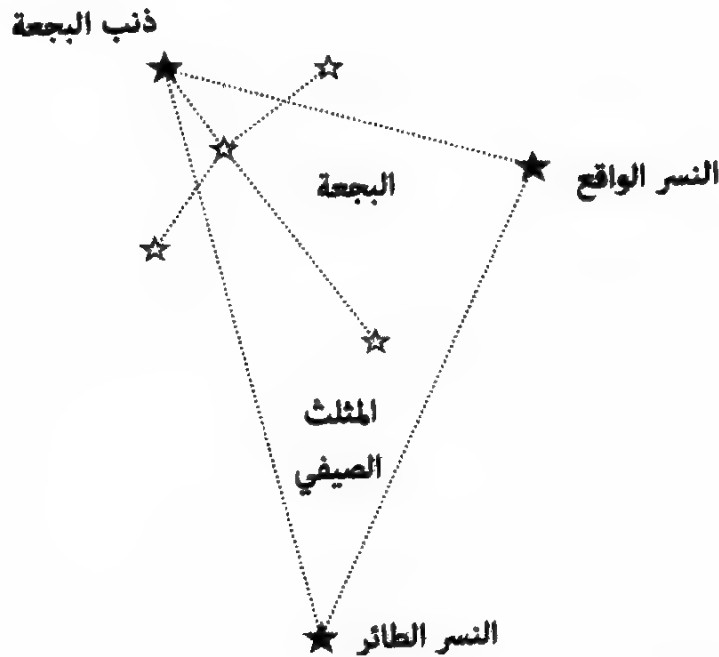 ذنب البجعة
النسر الواقع
البجعة
المثلث
الصيفي
النسر الطائر